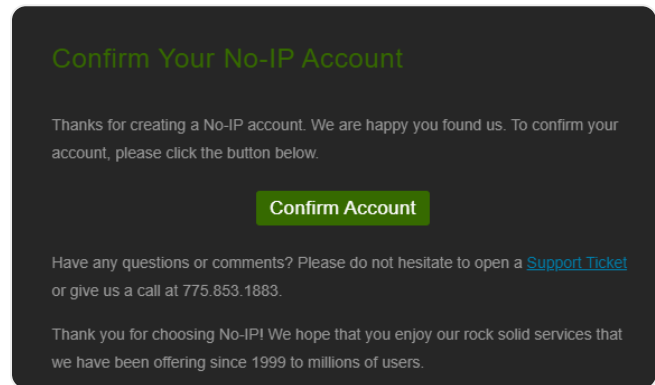 Confirm Your No-IP Account
Thanks for creating a No-IP account. We are happy you found us. To confirm your
account, please click the button below.
Confirm Account
Have any questions or comments? Please do not hesitate to open a Support Ticket
or give us a call at 775.853.1883.
Thank you for choosing No-IP! We hope that you enjoy our rock solid services that
we have been offering since 1999 to millions of users.